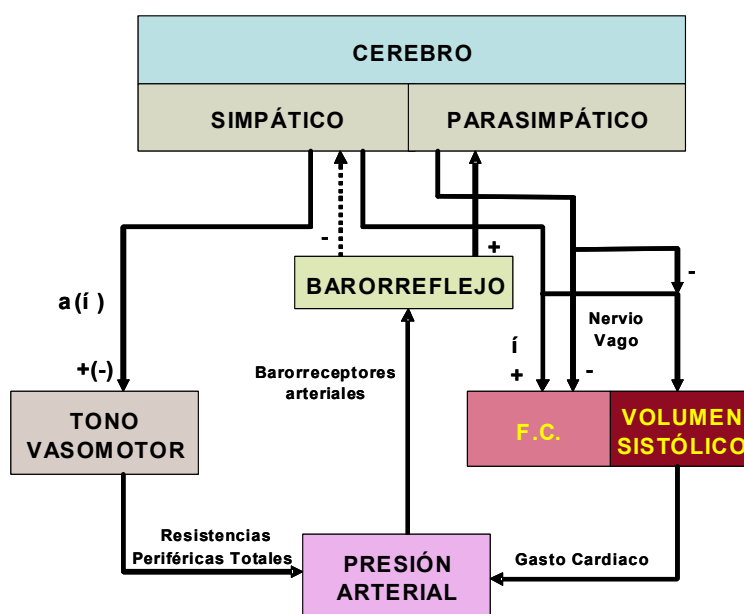 CEREBRO
SIMPÁTICO
PARASIMPÁTICO
-
+
BARORREFLEJO
-
a(í)
Nervio
Vago
í
+
-
+(-)
Barorreceptores
arteriales
TONO
VASOMOTOR
F.C.
VOLUMEN
SISTÓLICO
Resistencias
Periféricas Totales
PRESIÓN
ARTERIAL
Gasto Cardiaco